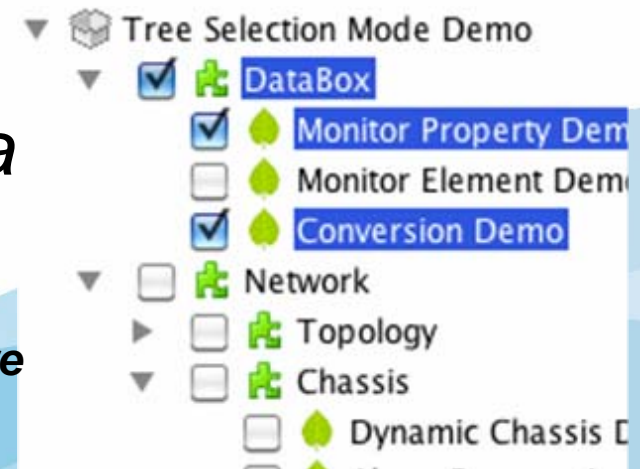 Tree Selection Mode Demo
DataBox
a
Monitor Property Dem
Monitor Element Dem
Conversion Demo
Network
Topology
e
Chassis
Dynamic Chassis D